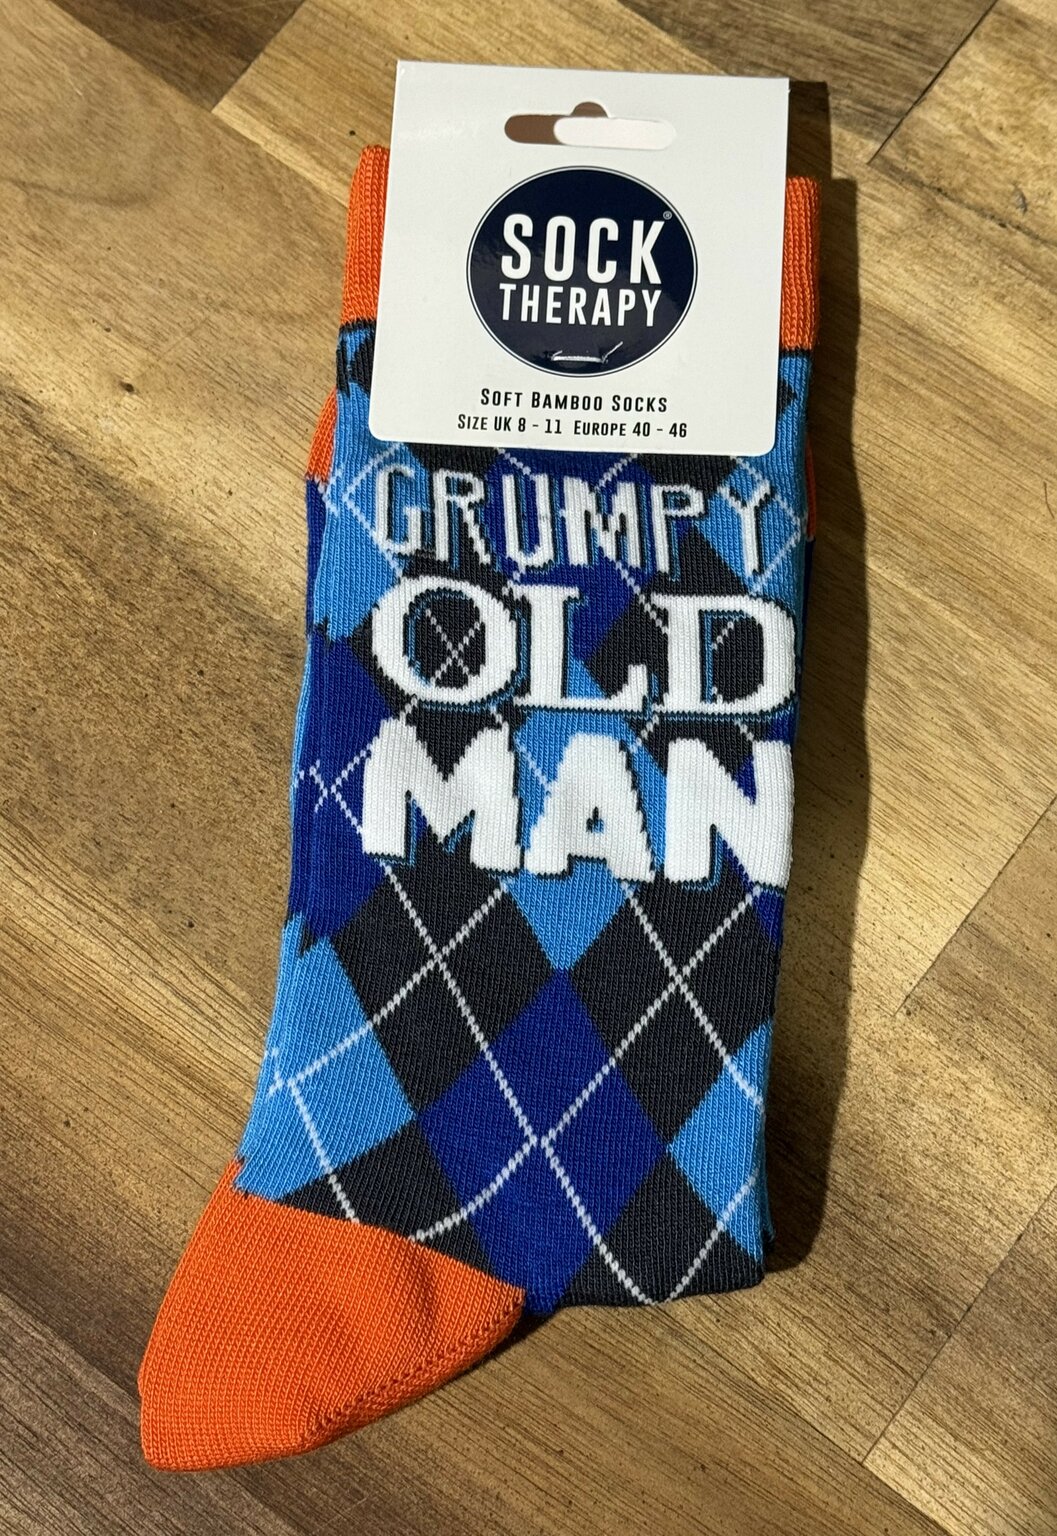 SOCK®
THERAPY
SOFT BAMBOO SOCKS
SIZE UK 8 - 11 EUROPE 40 - 46
GRUMPY
OLD
MAN